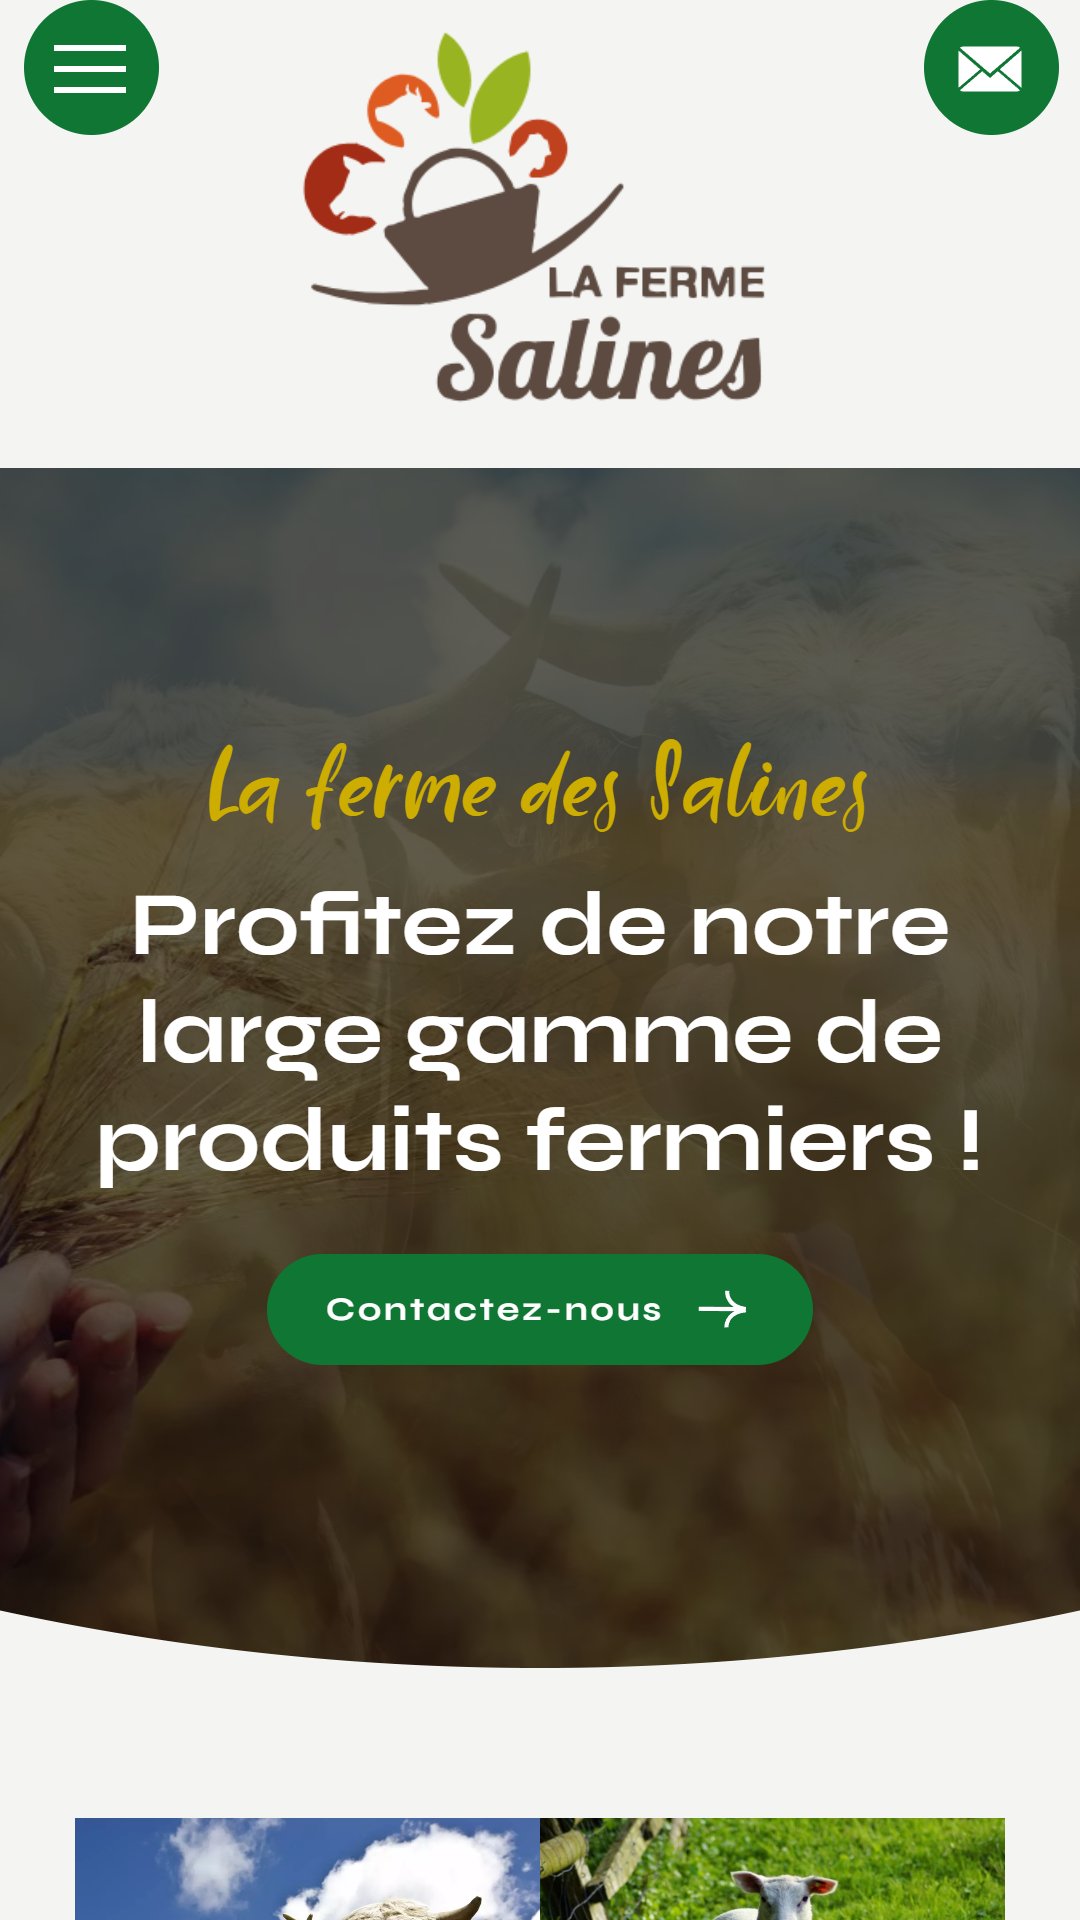 LA FERME
Salines
La ferme des Salines
Profitez de notre
large gamme de
produits fermiers !
Contactez-nous